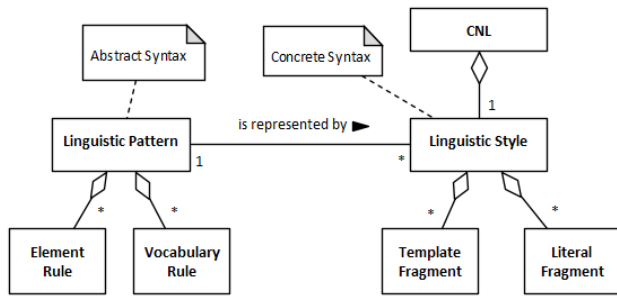 CNL
Abstract Syntax
Concrete Syntax
1
is represented by
Linguistic Pattern
Linguistic Style
1
*
*
*
*
*
Element
Rule
Vocabulary
Rule
Template
Fragment
Literal
Fragment